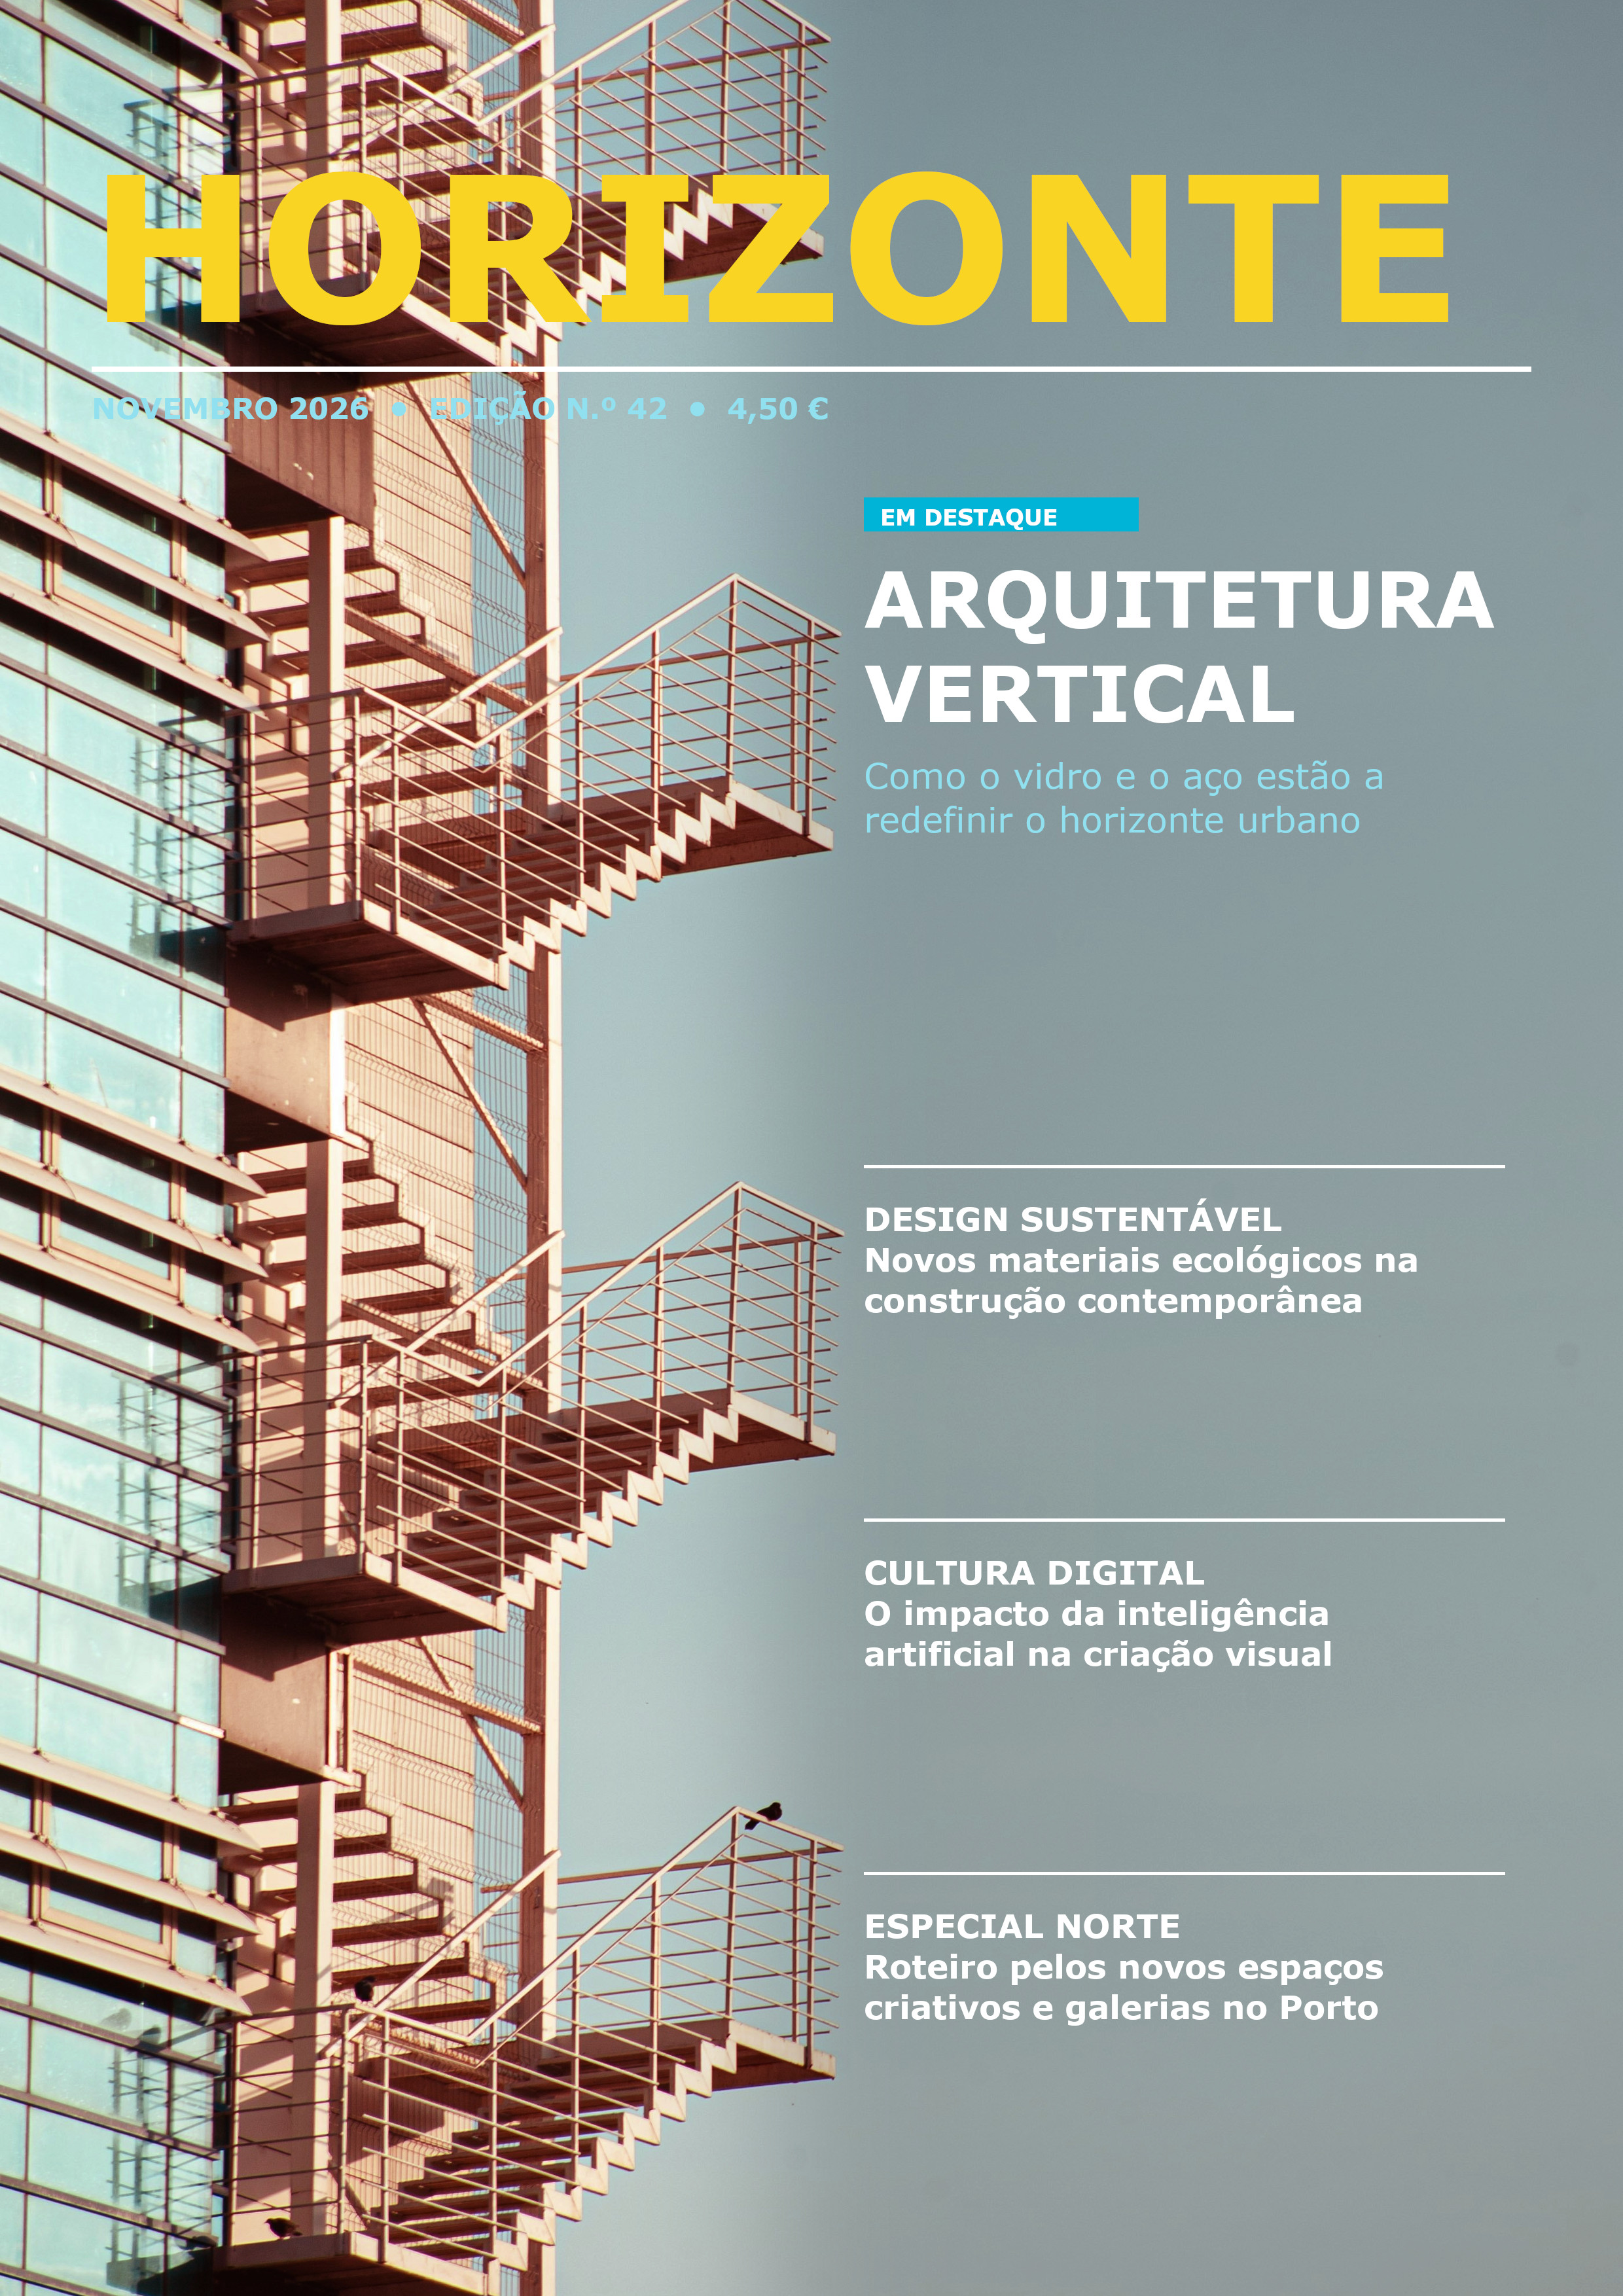 HORIZONTE
NOVEMBRO 2026 • EDIÇÃO N.º 42 • 4,50 €
EM DESTAQUE
ARQUITETURA
VERTICAL
Como o vidro e o aço estão a
redefinir o horizonte urbano
DESIGN SUSTENTÁVEL
Novos materiais ecológicos na
construção contemporânea
CULTURA DIGITAL
O impacto da inteligência
artificial na criação visual
ESPECIAL NORTE
Roteiro pelos novos espaços
criativos e galerias no Porto